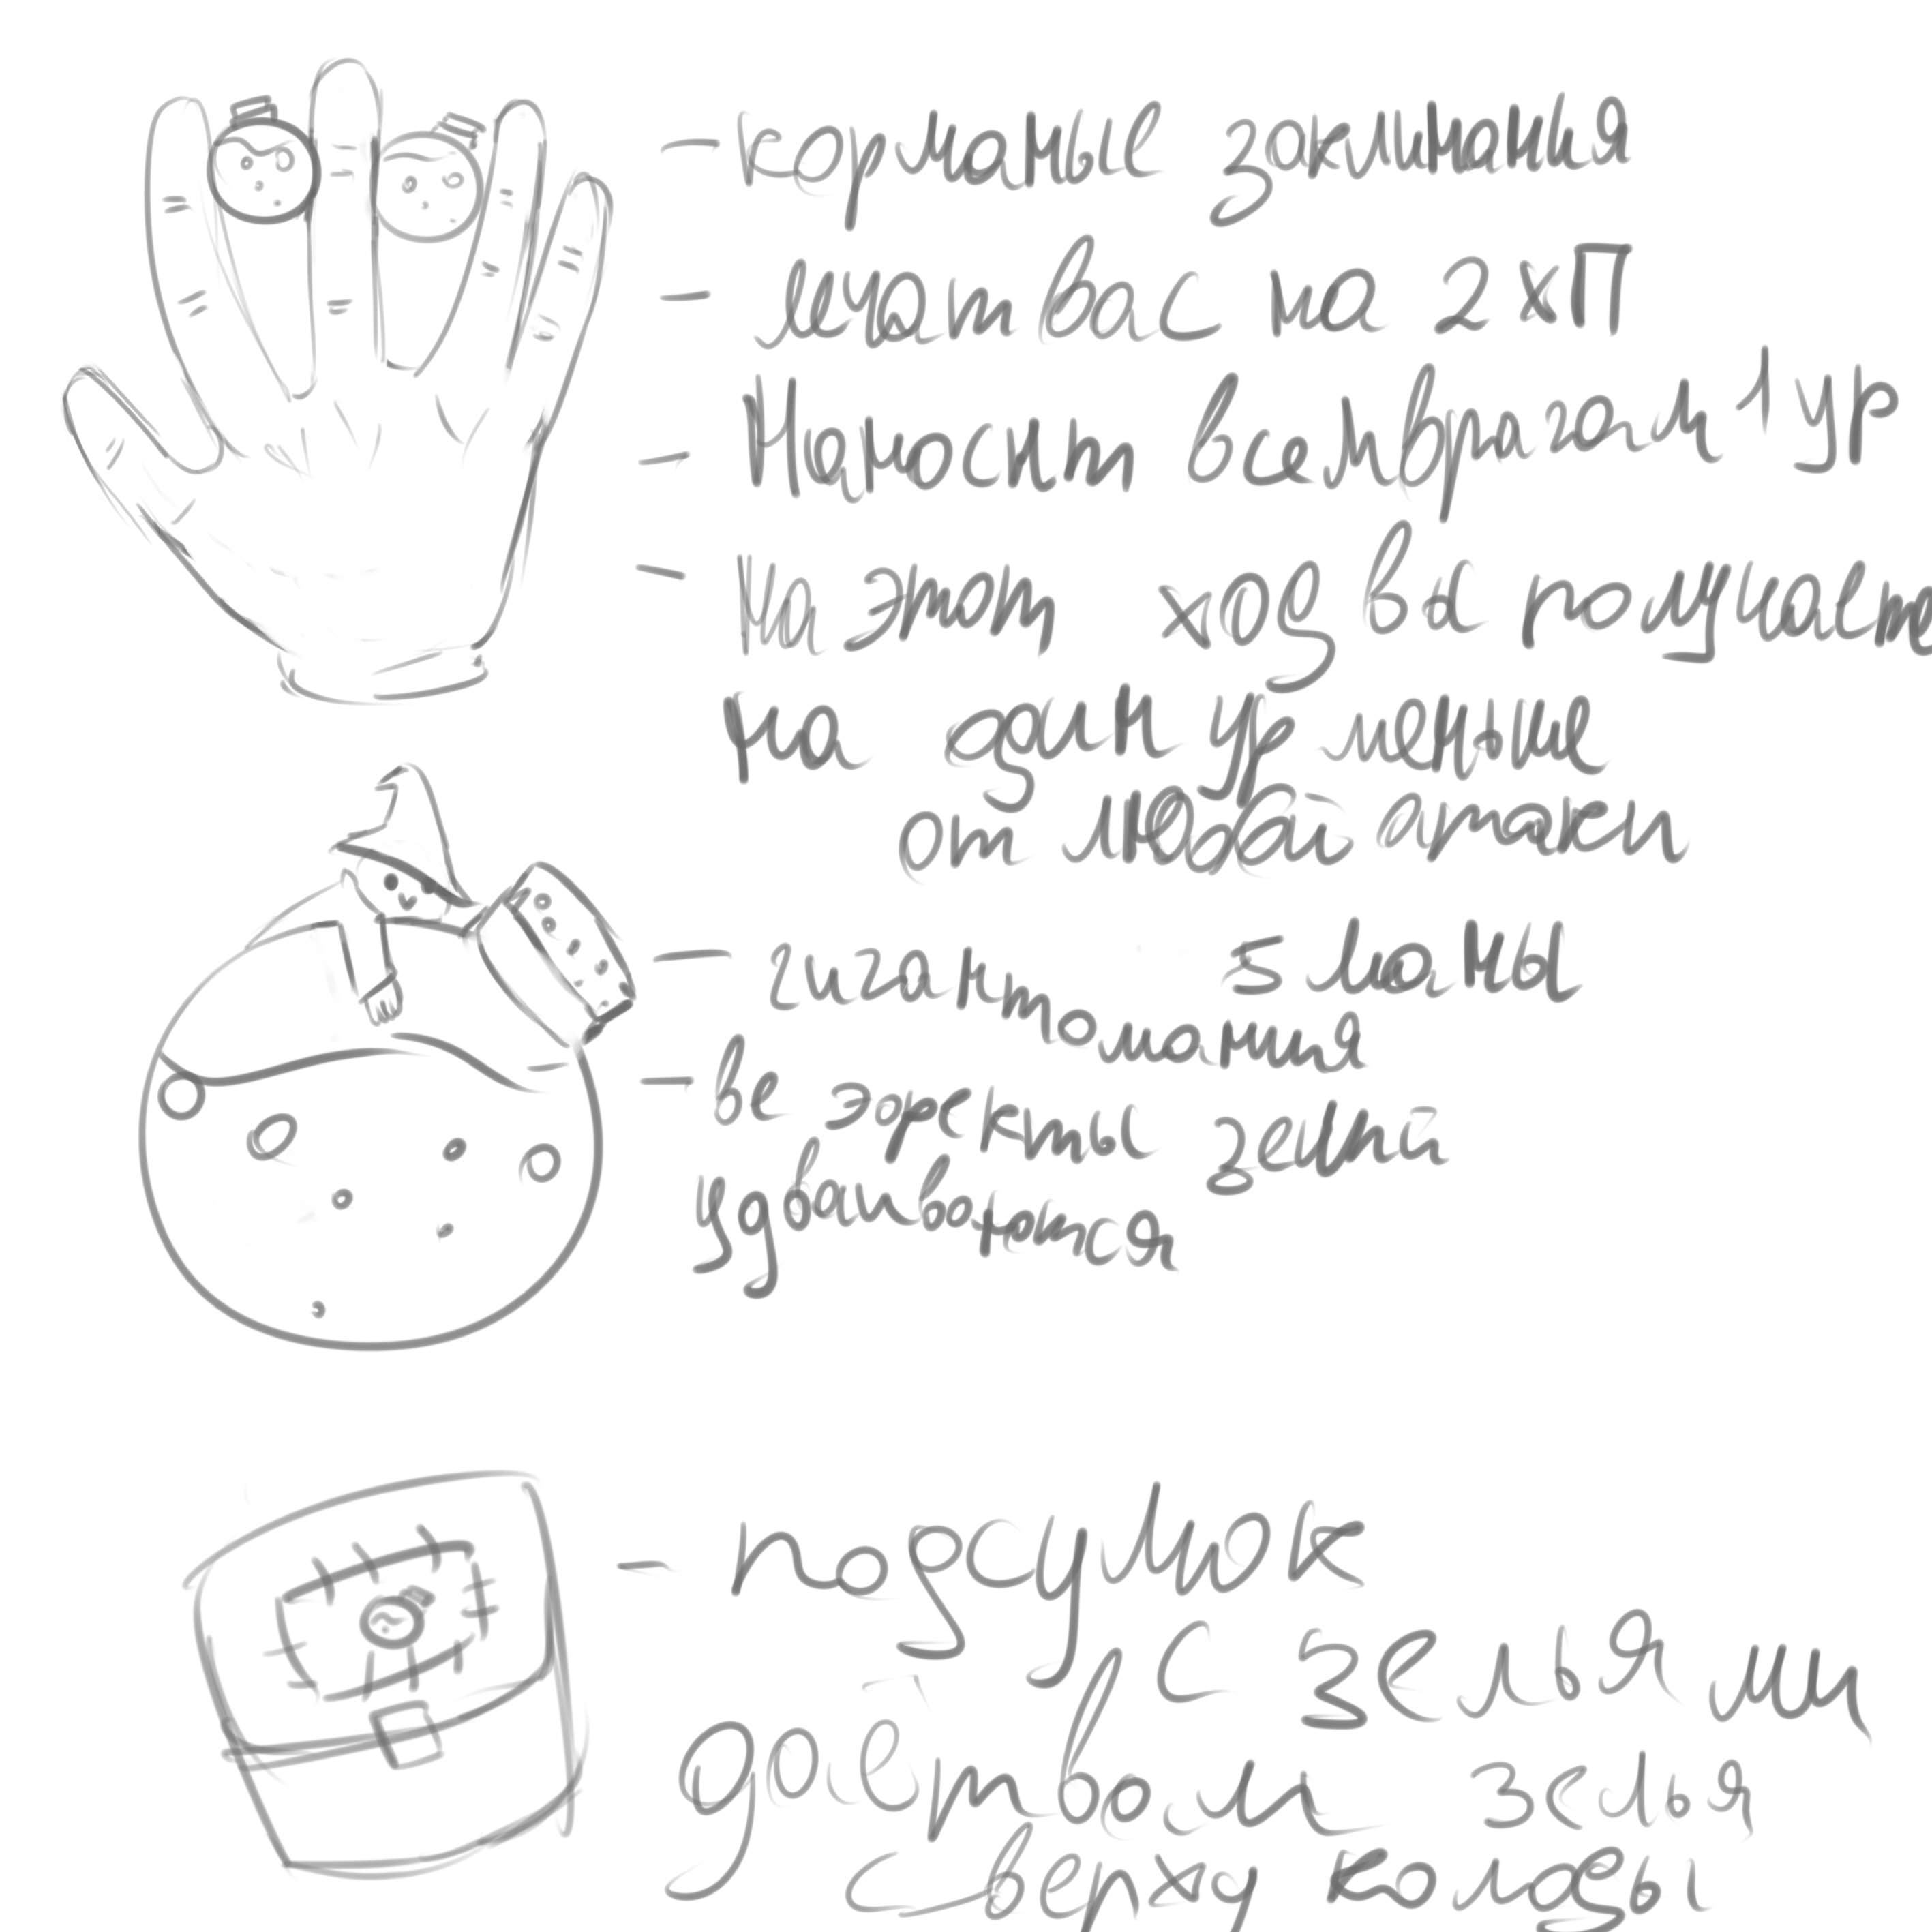 - корманые заклинания
- лечат вас на 2 хП
- Наносит всем врагам 1 ур
- на этот ход вы получаете
на один ур меньше
от любой атаки
- гигантомания 5 маны
- ве эфекты зелий
удваиваются
- подсумок
с зельями
даёт вам зелья
сверху колоды